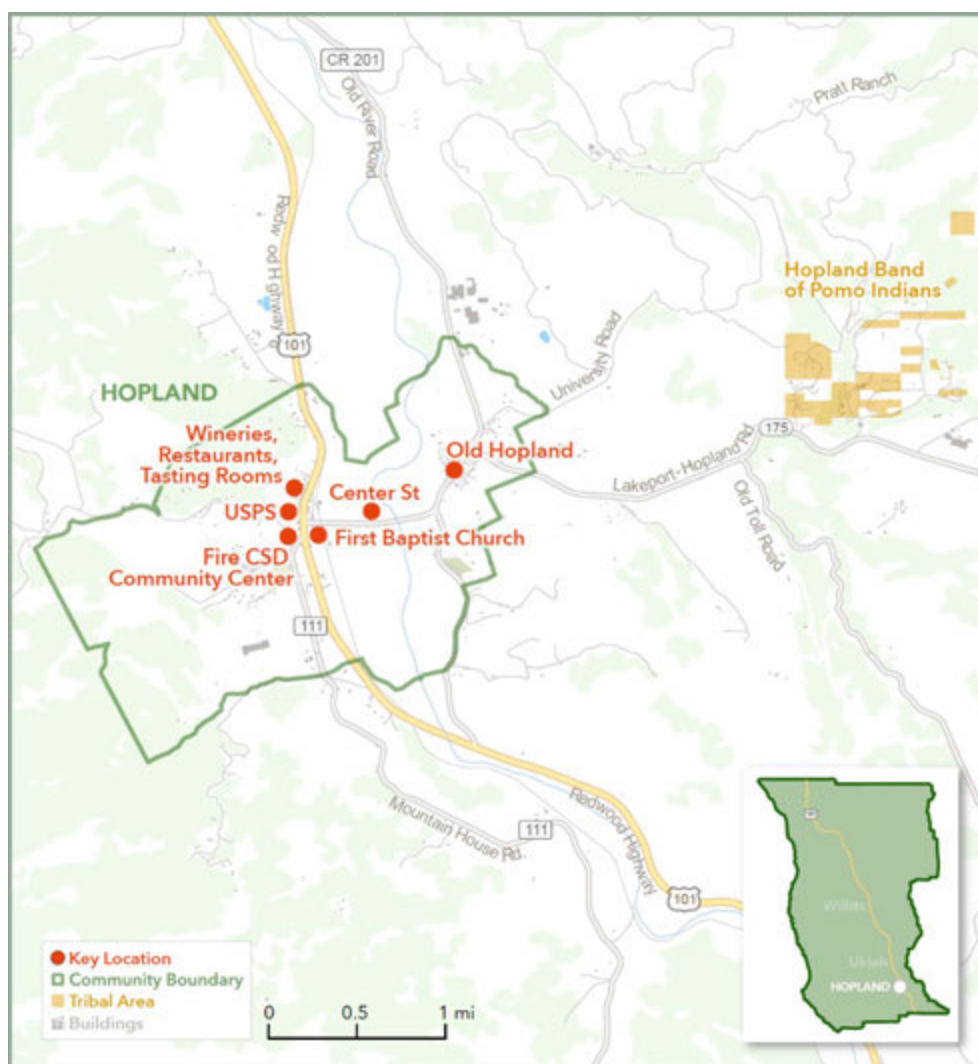 CR 201
Old River Road
Pratt Ranch
Redw od H ghway
101
Hopland Band
of Pomo Indians
University Road
HOPLAND
Wineries,
Restaurants,
Tasting Rooms
Old Hopland
175
Lakeport-Hopland Rd
USPS
Center St
Old Toll Road
First Baptist Church
Fire CSD
Community Center
111
Mountain House Rd
111
Redwood Highway
101
Willits
Ukiah
HOPLAND
Key Location
Community Boundary
Tribal Area
Buildings
0 0.5 1 mi